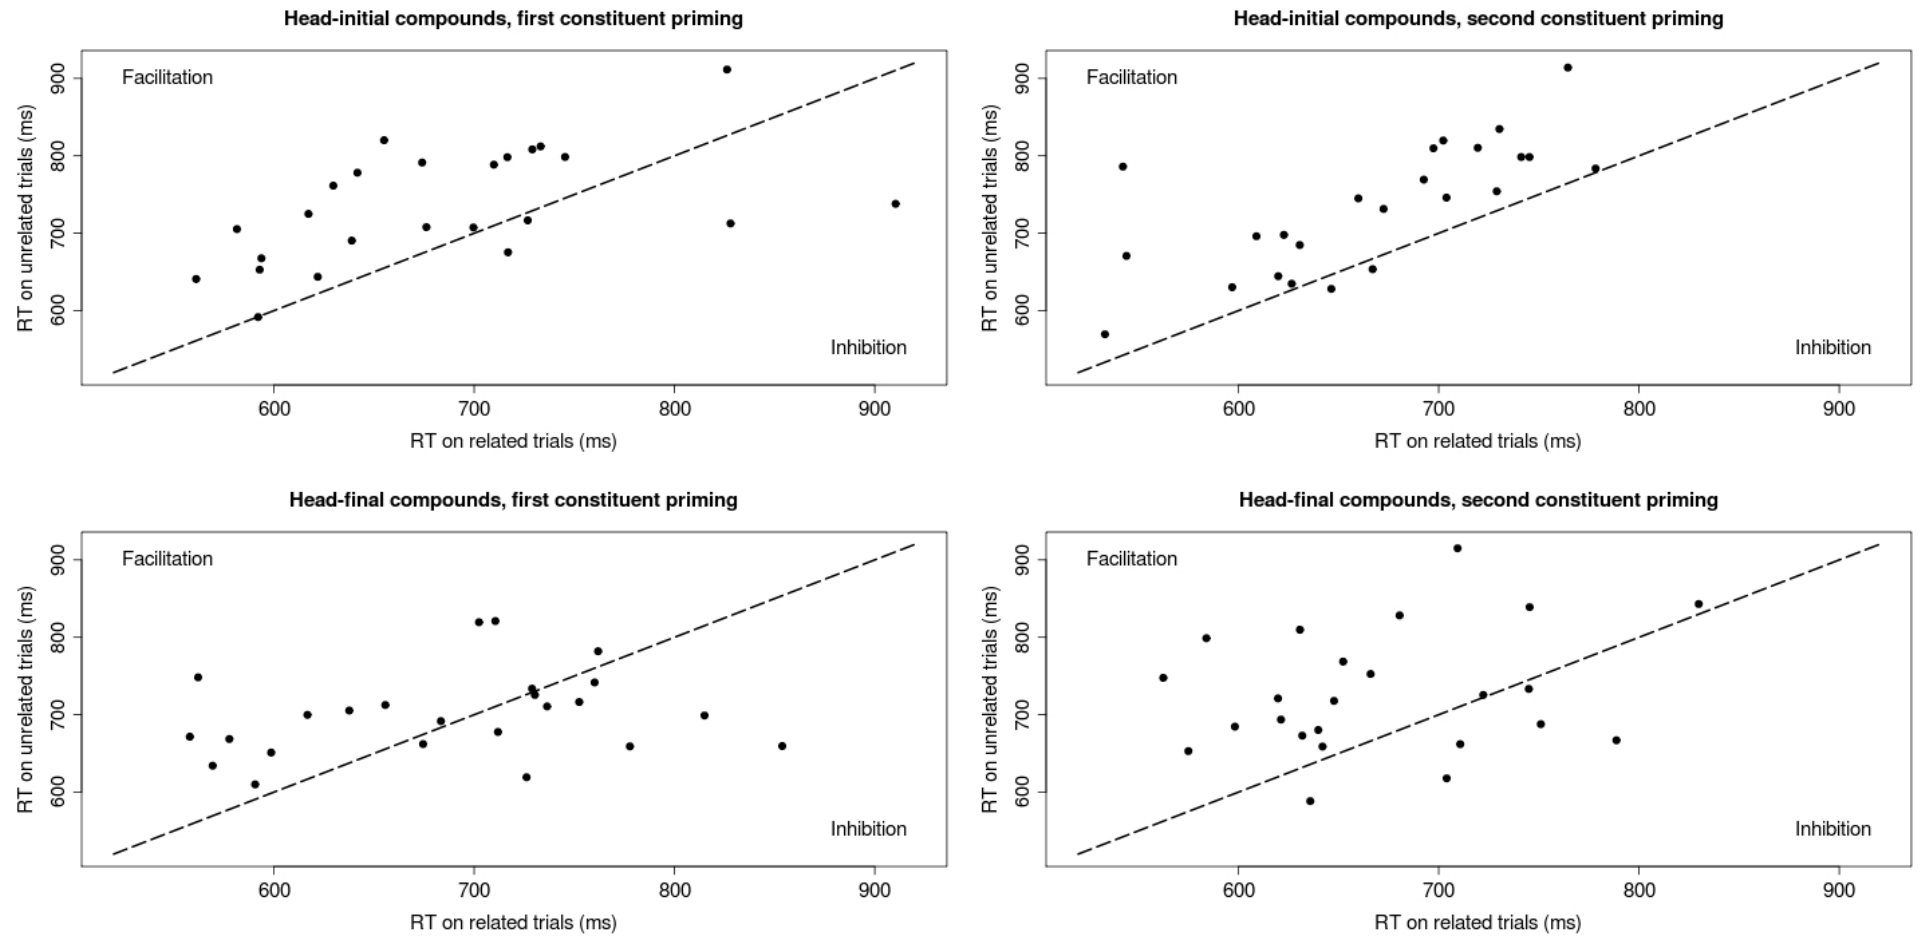 Head-initial compounds, first constituent priming
Facilitation
Inhibition
RT on unrelated trials (ms)
600 700 800 900
600 700 800 900
RT on related trials (ms)
Head-initial compounds, second constituent priming
Facilitation
Inhibition
RT on unrelated trials (ms)
600 700 800 900
600 700 800 900
RT on related trials (ms)
Head-final compounds, first constituent priming
Facilitation
Inhibition
RT on unrelated trials (ms)
600 700 800 900
600 700 800 900
RT on related trials (ms)
Head-final compounds, second constituent priming
Facilitation
Inhibition
RT on unrelated trials (ms)
600 700 800 900
600 700 800 900
RT on related trials (ms)